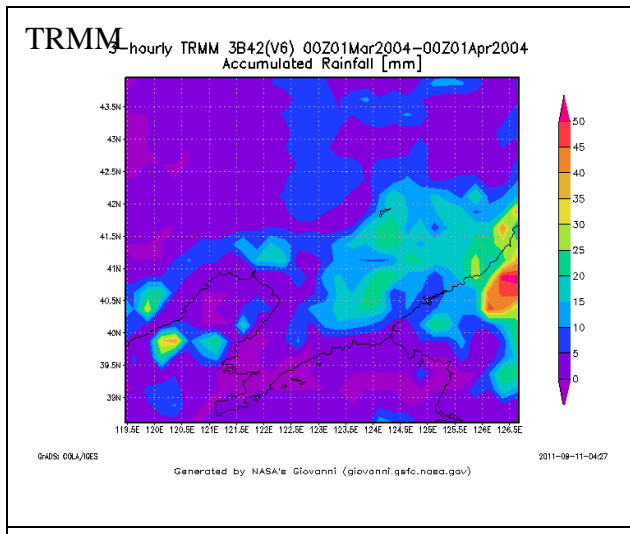 TRMM
3-hourly TRMM 3B42(V6) 00Z01Mar2004-00Z01Apr2004
Accumulated Rainfall [mm]
43.5N
43N
42.5N
42N
41.5N
41N
40.5N
40N
39.5N
39N
119.5E 120E 120.5E 121E 121.5E 122E 122.5E 123E 123.5E 124E 124.5E 125E 125.5E 126E 126.5E
50
45
40
35
30
25
20
15
10
5
0
GrADS: COLA/IGES
2011-09-11-04:27
Generated by NASA's Giovanni (giovanni.gsfc.nasa.gov)